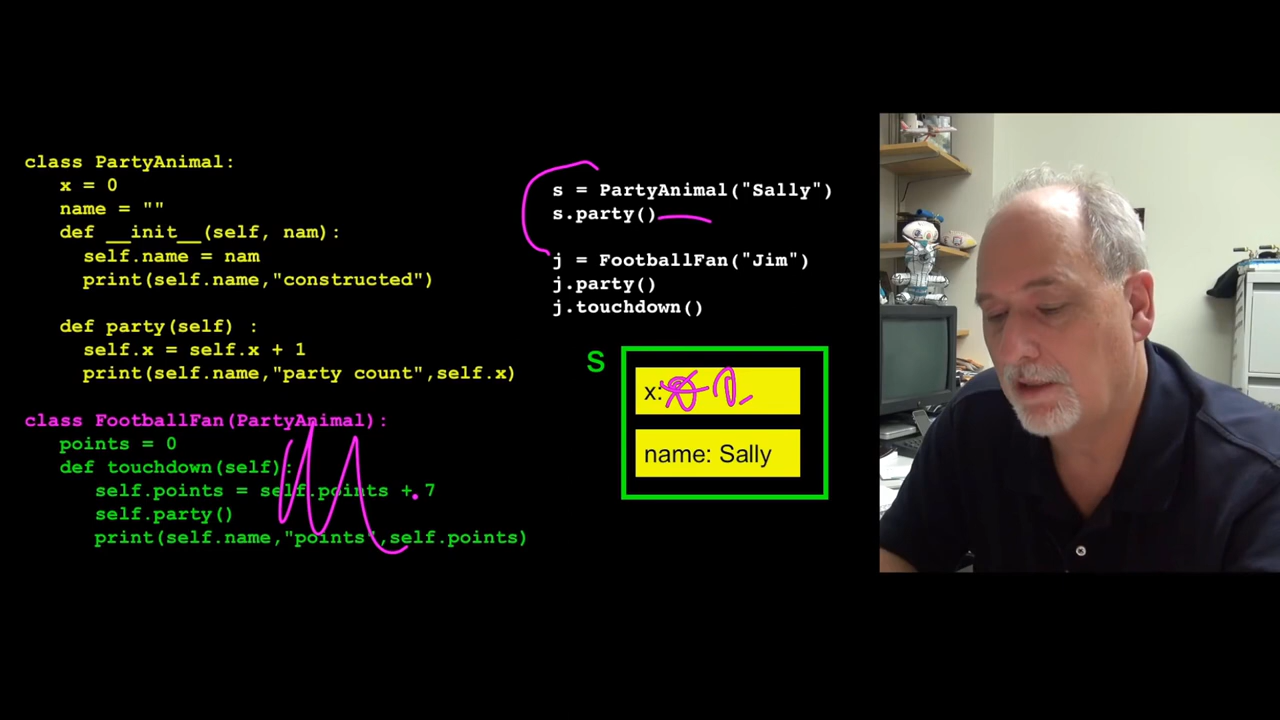 class PartyAnimal:
x = 0
name = ""
def __init__(self, nam):
self.name = nam
print(self.name,"constructed")
def party(self) :
self.x = self.x + 1
print(self.name,"party count",self.x)
class FootballFan(PartyAnimal):
points = 0
def touchdown(self):
self.points = self.points + 7
self.party()
print(self.name,"points",self.points)
s = PartyAnimal("Sally")
s.party()
j = FootballFan("Jim")
j.party()
j.touchdown()
S
x:
name: Sally